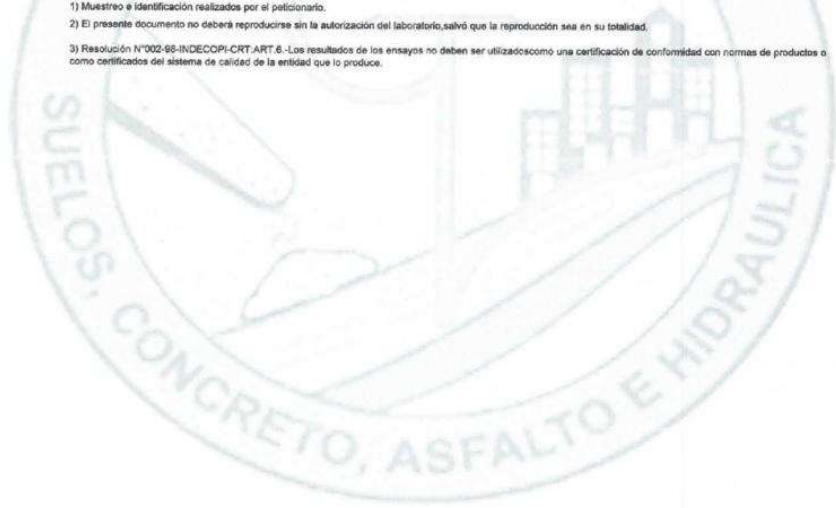 1) Muestreo e identificación realizados por el peticionario.
2) El presente documento no deberá reproducirse sin la autorización del laboratorio,salvó que la reproducción sea en su totalidad.
3) Resolución N°002-98-INDECOPI-CRT.ART.6.-Los resultados de los ensayos no deben ser utilizadoscomó una certificación de conformidad con normas de productos o
como certificados del sistema de calidad de la entidad que lo produce.
SUELOS, CONCRETO, ASFALTO E HIDRAULICA